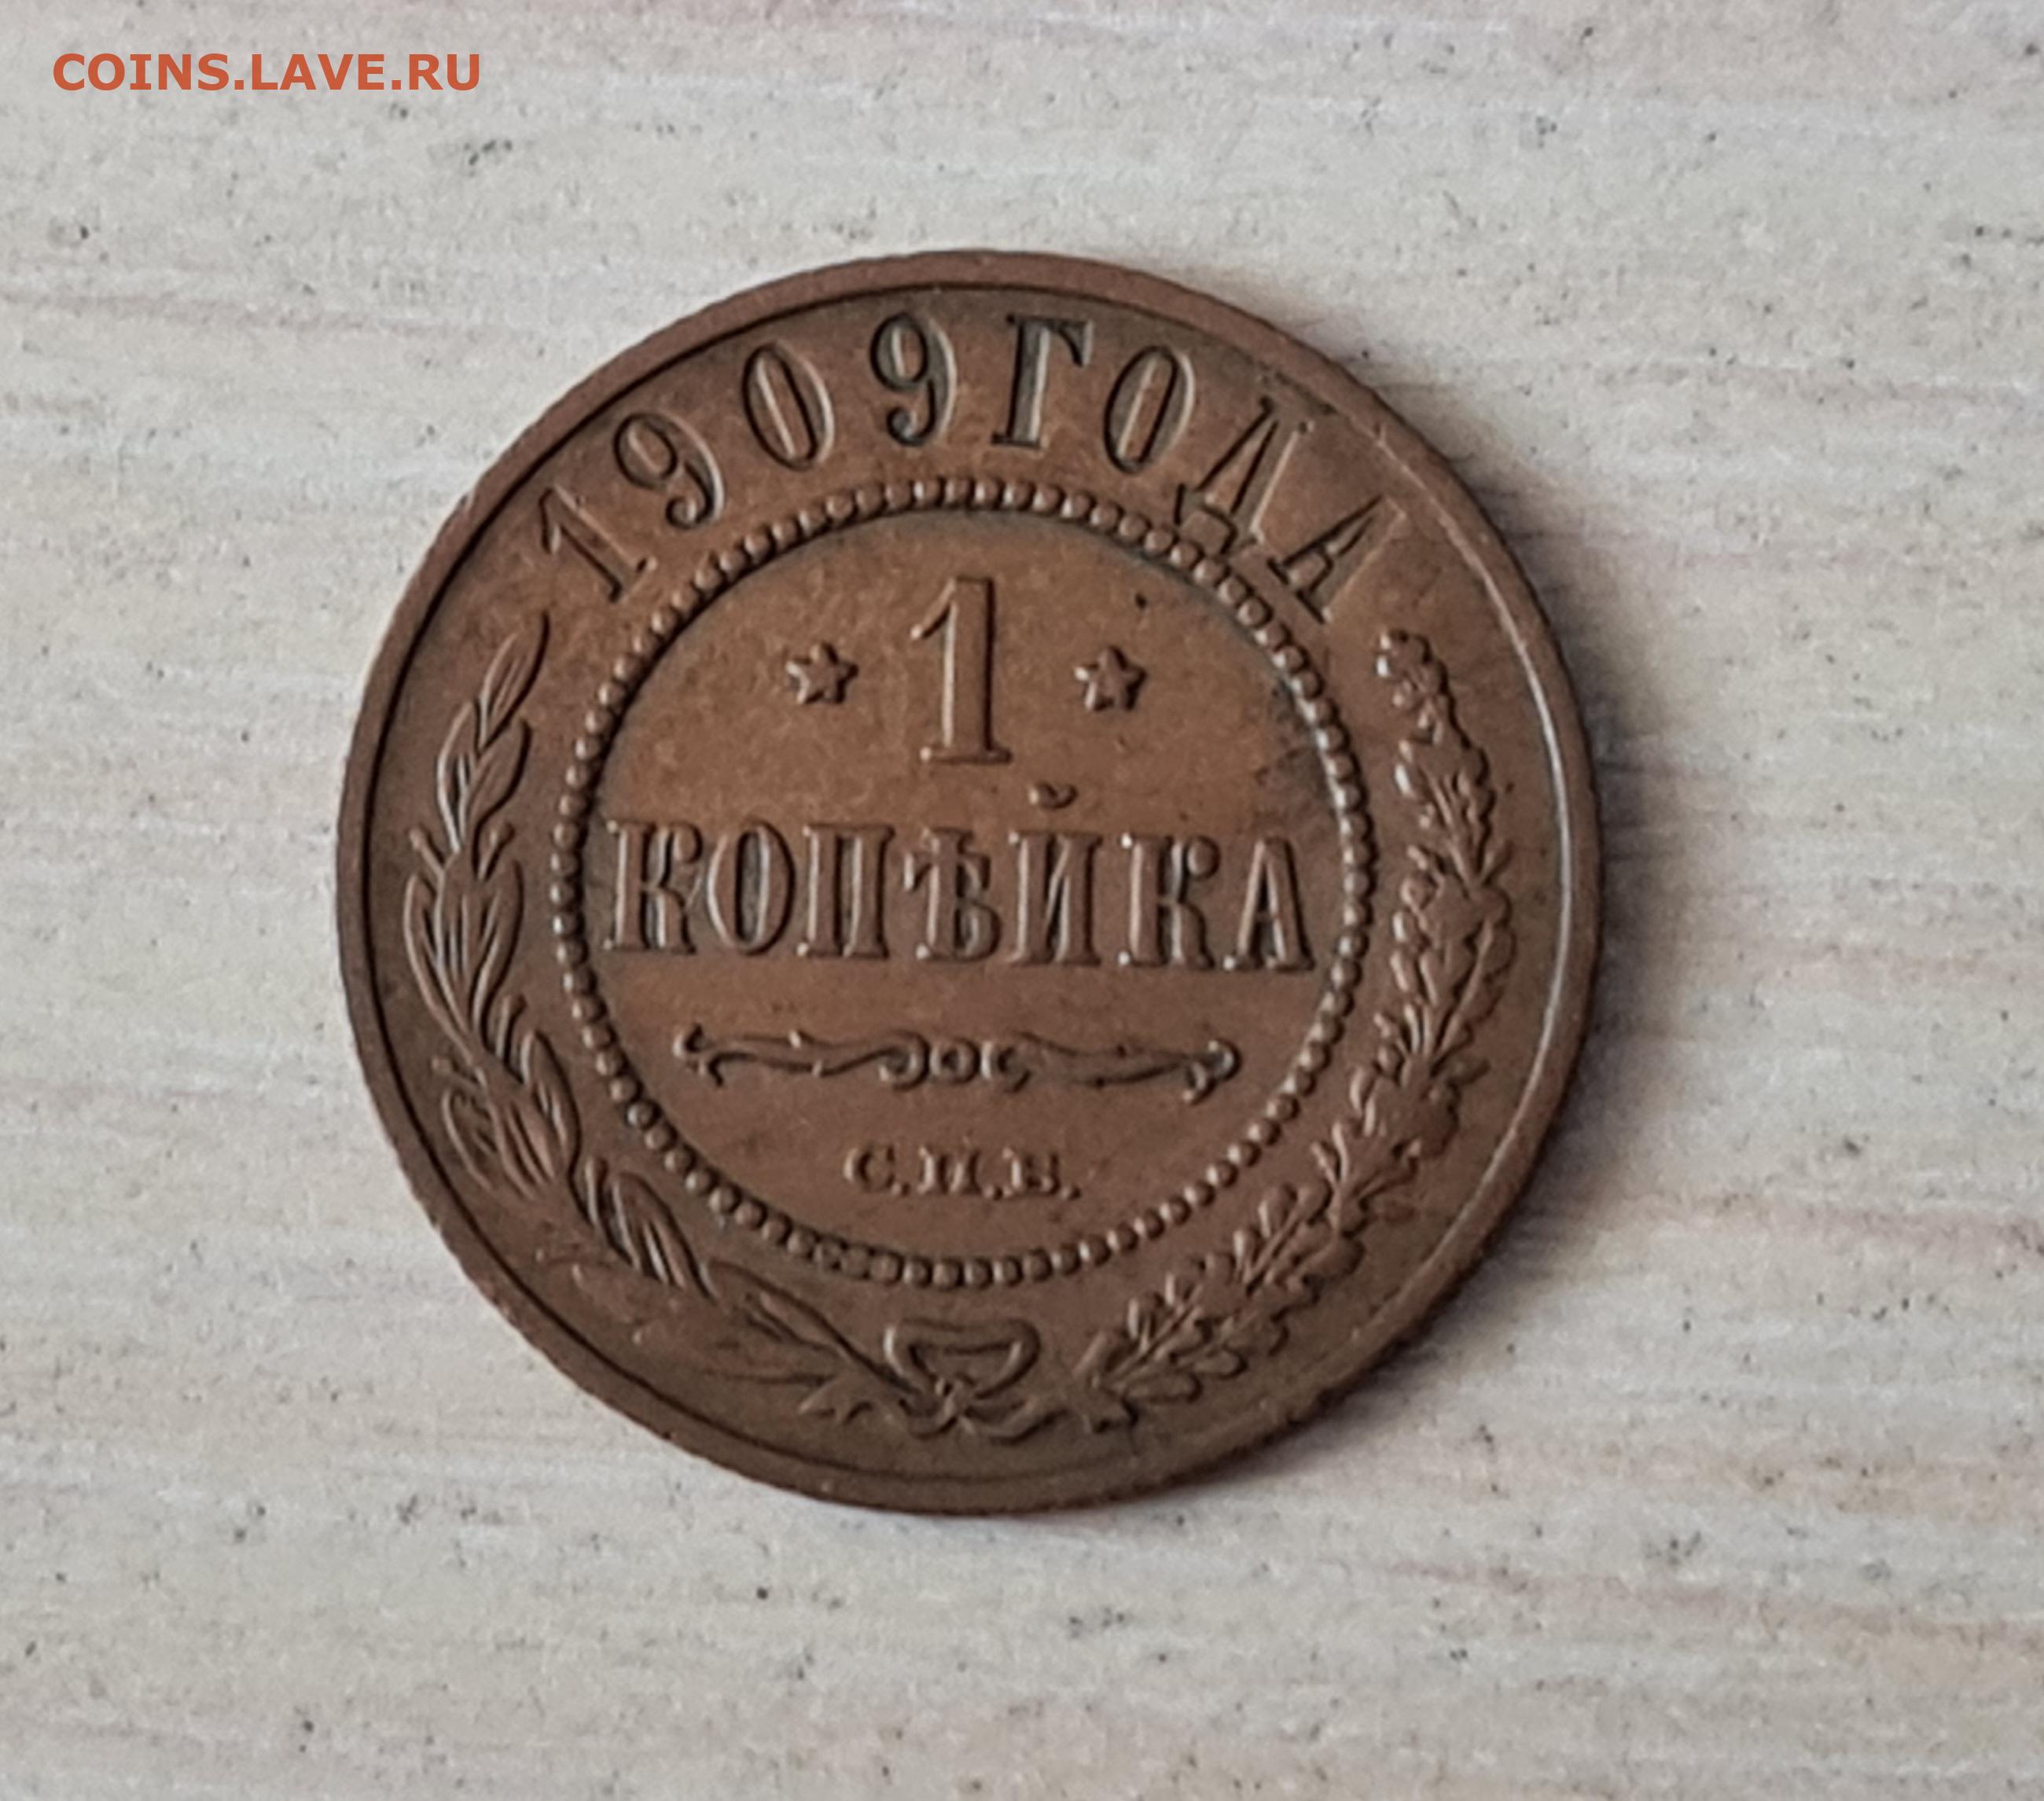 COINS.LAVE.RU
1909 ГОДА
1
КОПѢЙКА
С.П.Б.